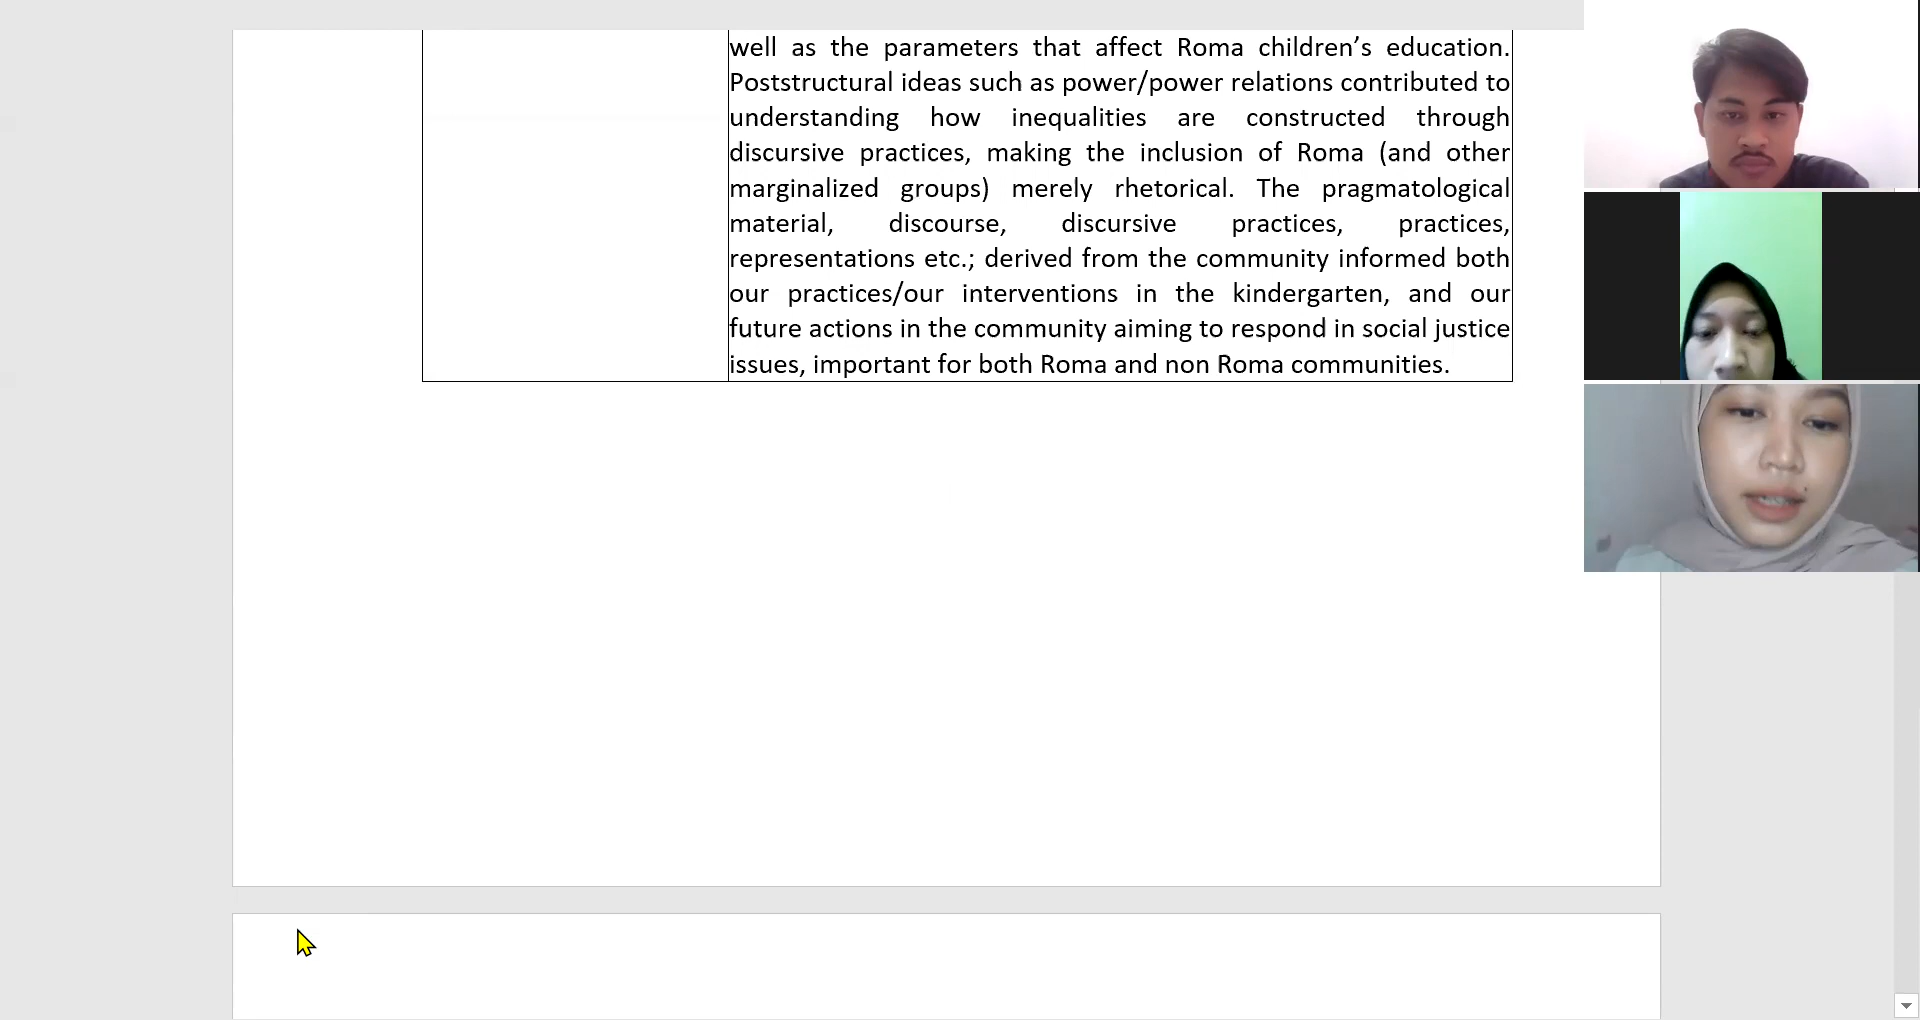 well as the parameters that affect Roma children’s education.
Poststructural ideas such as power/power relations contributed to
understanding how inequalities are constructed through
discursive practices, making the inclusion of Roma (and other
marginalized groups) merely rhetorical. The pragmatological
material, discourse, discursive practices, practices,
representations etc.; derived from the community informed both
our practices/our interventions in the kindergarten, and our
future actions in the community aiming to respond in social justice
issues, important for both Roma and non Roma communities.